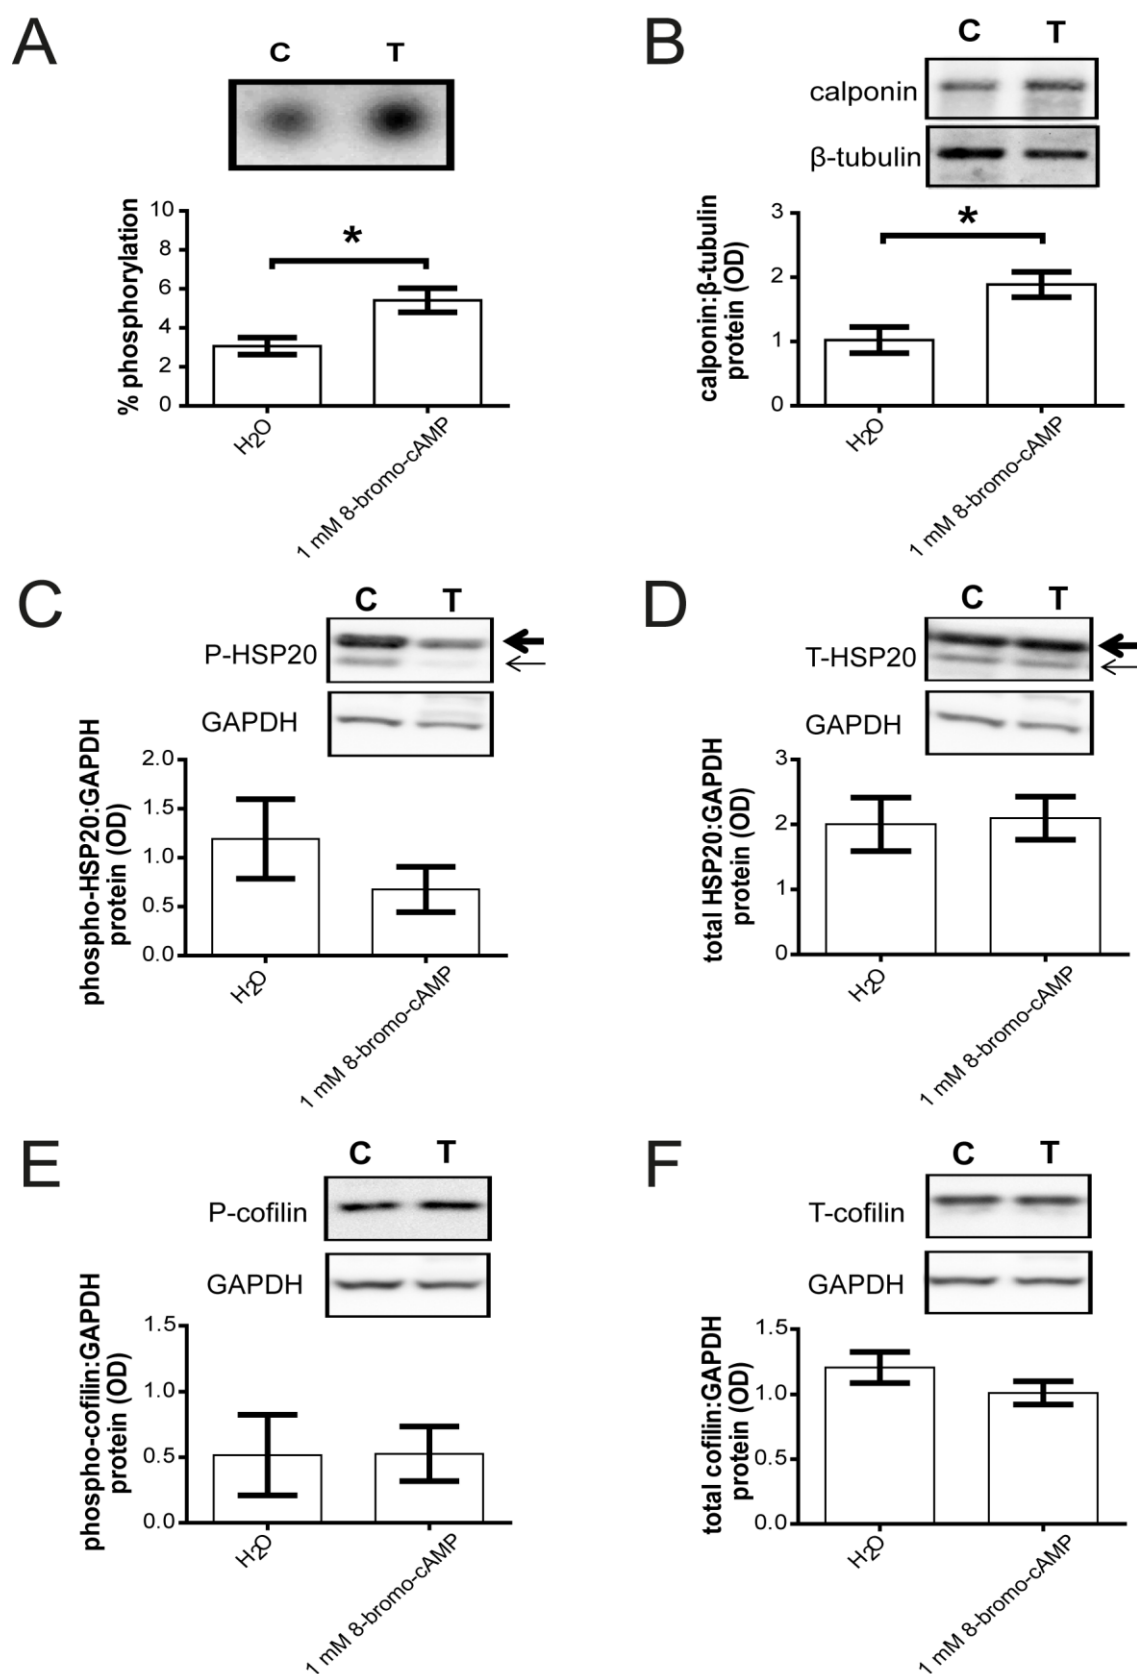 A
C T
% phosphorylation
10
8
6
4
2
0
*
H2O
1 mM 8-bromo-cAMP
B
C T
calponin
β-tubulin
calponin:β-tubulin
protein (OD)
3
2
1
0
*
H2O
1 mM 8-bromo-cAMP
C
C T
P-HSP20
GAPDH
phospho-HSP20:GAPDH
protein (OD)
2.0
1.5
1.0
0.5
0.0
H2O
1 mM 8-bromo-cAMP
D
C T
T-HSP20
GAPDH
total HSP20:GAPDH
protein (OD)
3
2
1
0
H2O
1 mM 8-bromo-cAMP
E
C T
P-cofilin
GAPDH
phospho-cofilin:GAPDH
protein (OD)
1.5
1.0
0.5
0.0
H2O
1 mM 8-bromo-cAMP
F
C T
T-cofilin
GAPDH
total cofilin:GAPDH
protein (OD)
1.5
1.0
0.5
0.0
H2O
1 mM 8-bromo-cAMP